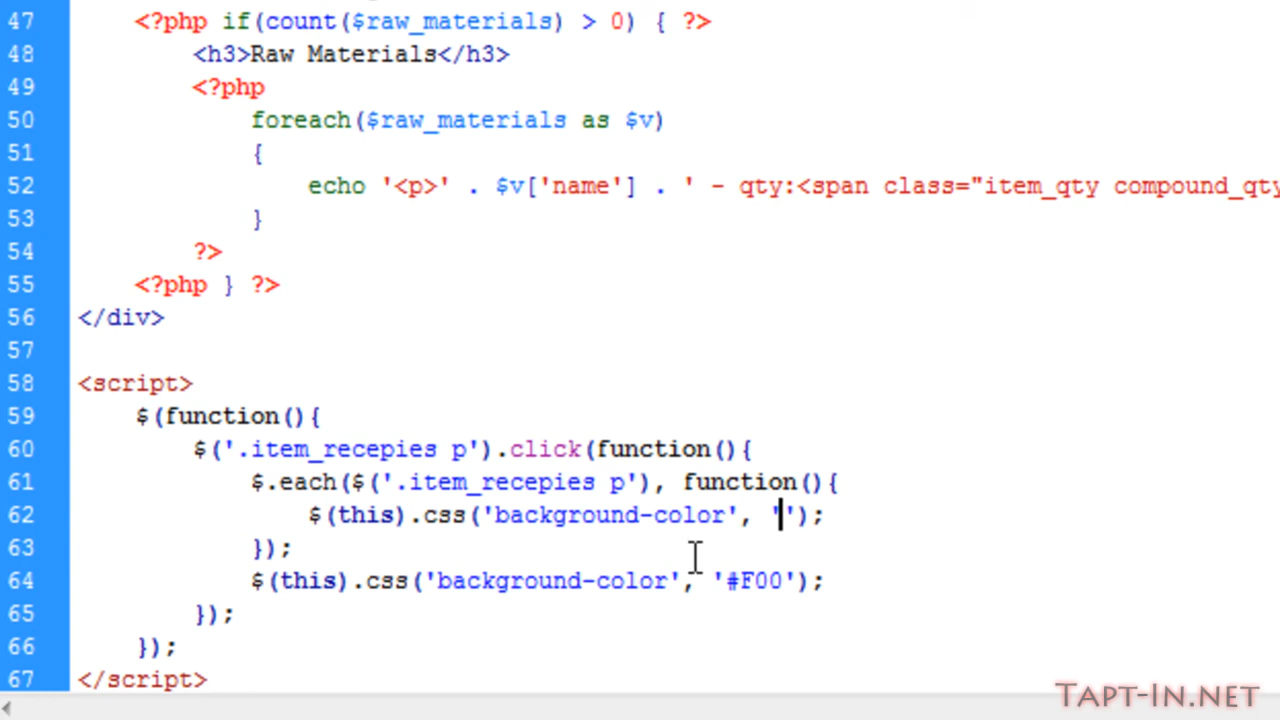 47 <?php if(count($raw_materials) > 0) { ?>
48 <h3>Raw Materials</h3>
49 <?php
50 foreach($raw_materials as $v)
51 {
52 echo '<p>' . $v['name'] . ' - qty:<span class="item_qty compound_qty
53 }
54 ?>
55 <?php } ?>
56 </div>
57
58 <script>
59 $(function(){
60 $('.item_recepies p').click(function(){
61 $.each($('.item_recepies p'), function(){
62 $(this).css('background-color', '');
63 });
64 $(this).css('background-color', '#F00');
65 });
66 });
67 </script>
TAPT-IN.NET